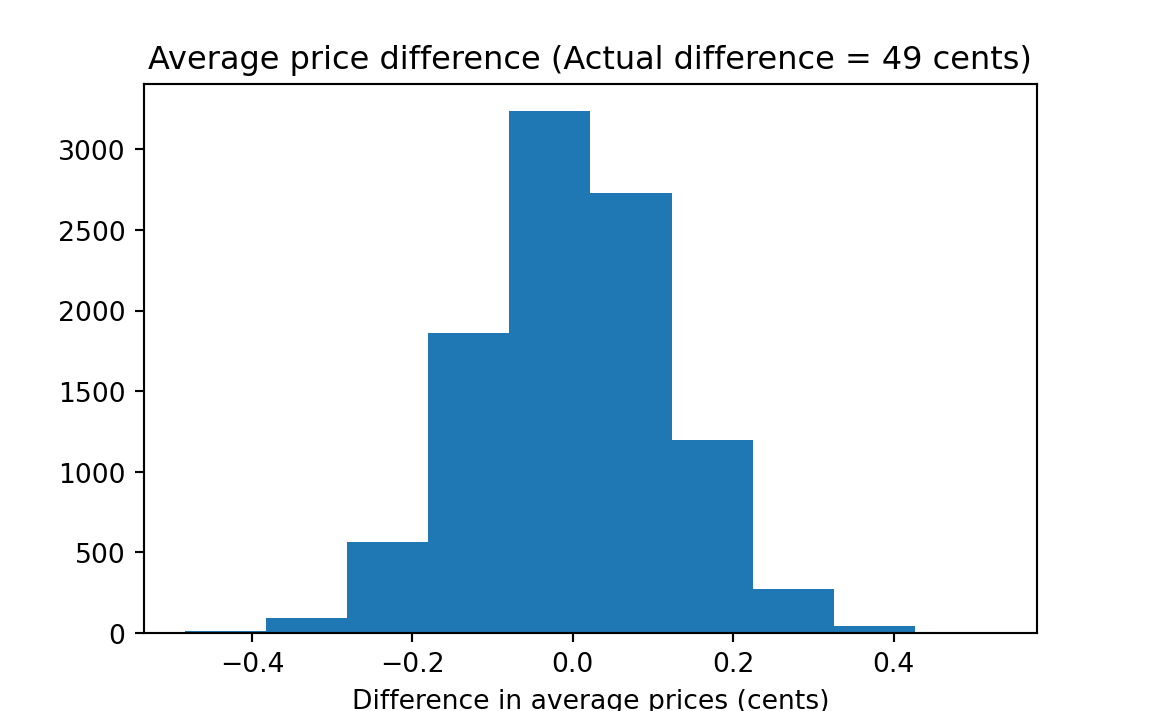 Average price difference (Actual difference = 49 cents)
3000
2500
2000
1500
1000
500
0
−0.4 −0.2 0.0 0.2 0.4
Difference in average prices (cents)